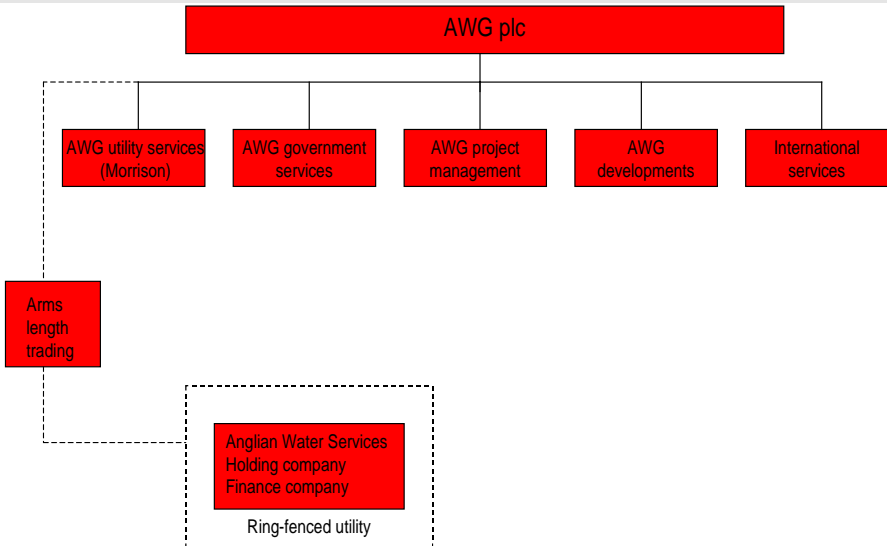 AWG plc
AWG utility services
(Morrison)
AWG government
services
AWG project
management
AWG
developments
International
services
Arms
length
trading
Anglian Water Services
Holding company
Finance company
Ring-fenced utility